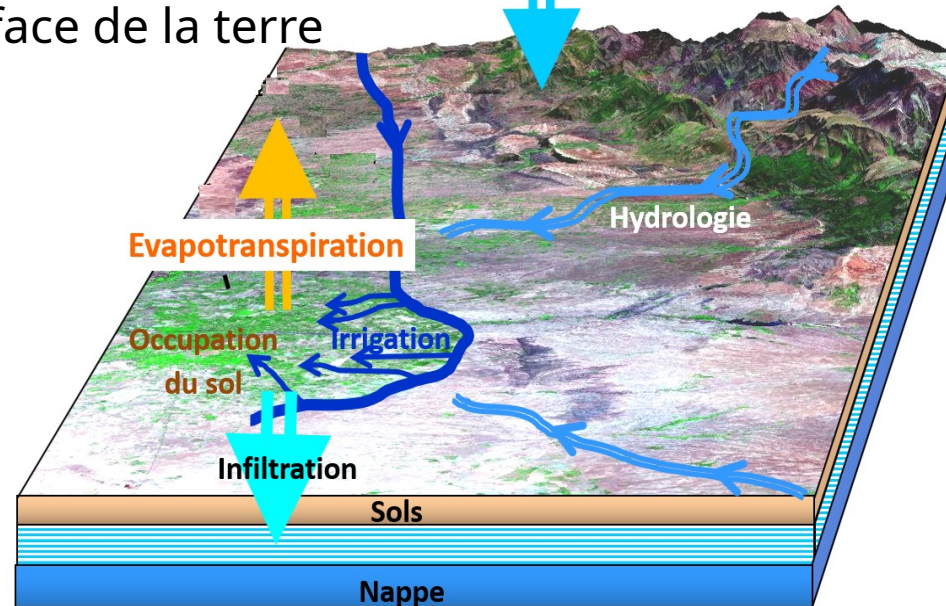 face de la terre
Hydrologie
Evapotranspiration
Occupation
du sol
Irrigation
Infiltration
Sols
Nappe